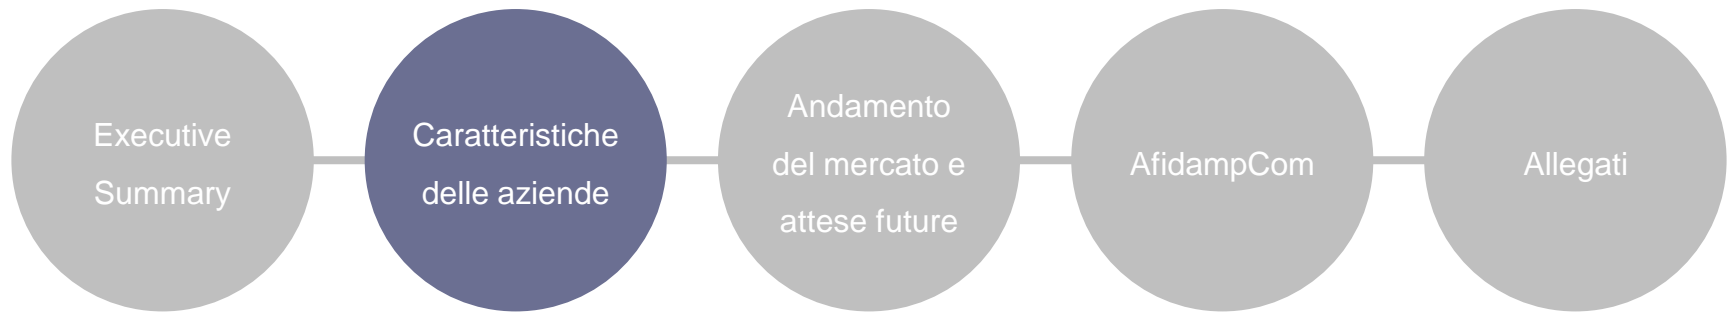 Executive
Summary
Caratteristiche
delle aziende
Andamento
del mercato e
attese future
AfidampCom
Allegati